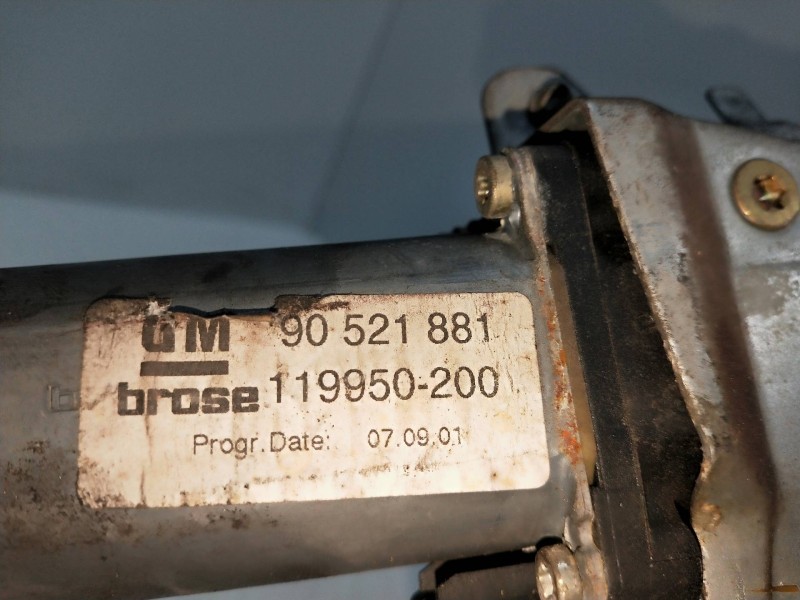 GM 90 521 881
brose 119950-200
Progr.Date: 07.09.01